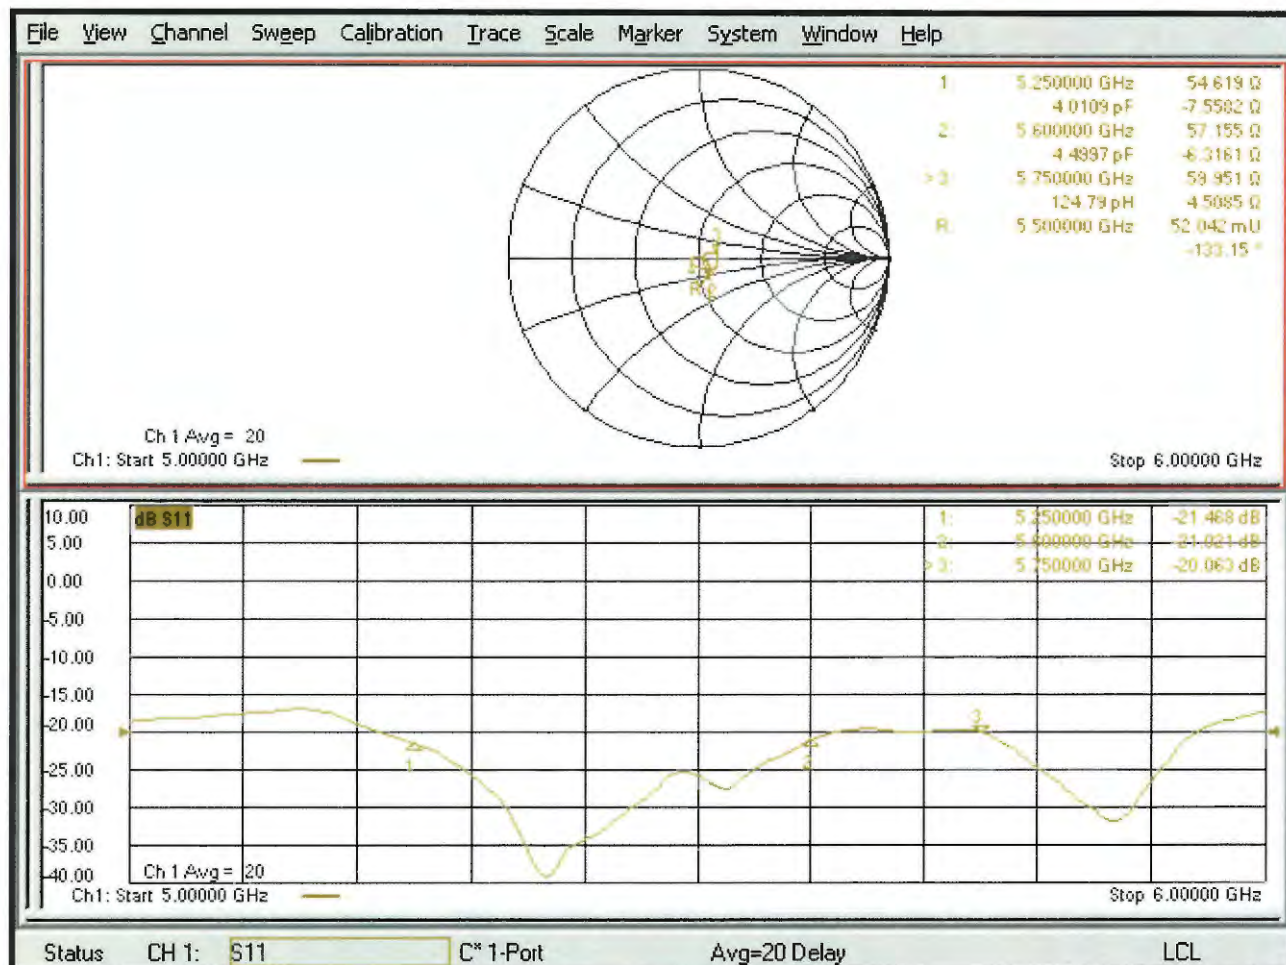 File View Channel Sweep Calibration Trace Scale Marker System Window Help
1: 5.250000 GHz 54.619 Ω
4.0109 pF -7.5582 Ω
2: 5.600000 GHz 57.155 Ω
4.4997 pF -6.3161 Ω
> 3: 5.750000 GHz 59.951 Ω
124.79 pH 4.5085 Ω
R: 5.500000 GHz 52.042 mU
-133.15 °
3
R 2
Ch 1 Avg = 20
Ch1: Start 5.00000 GHz Stop 6.00000 GHz
10.00 dB S11 1: 5.250000 GHz -21.468 dB
5.00 2: 5.600000 GHz -21.021 dB
0.00 > 3: 5.750000 GHz -20.063 dB
-5.00
-10.00
-15.00
-20.00 3
-25.00 1 2
-30.00
-35.00
-40.00 Ch 1 Avg = 20
Ch1: Start 5.00000 GHz Stop 6.00000 GHz
Status CH 1: S11 C* 1-Port Avg=20 Delay LCL